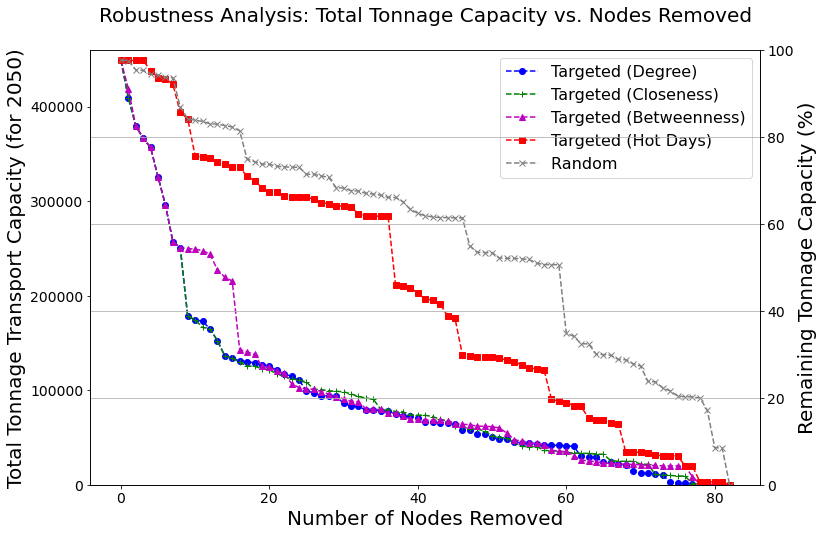 Robustness Analysis: Total Tonnage Capacity vs. Nodes Removed
Total Tonnage Transport Capacity (for 2050)
400000
300000
200000
100000
0
Targeted (Degree)
Targeted (Closeness)
Targeted (Betweenness)
Targeted (Hot Days)
Random
100
80
60
40
20
0
Remaining Tonnage Capacity (%)
0 20 40 60 80
Number of Nodes Removed